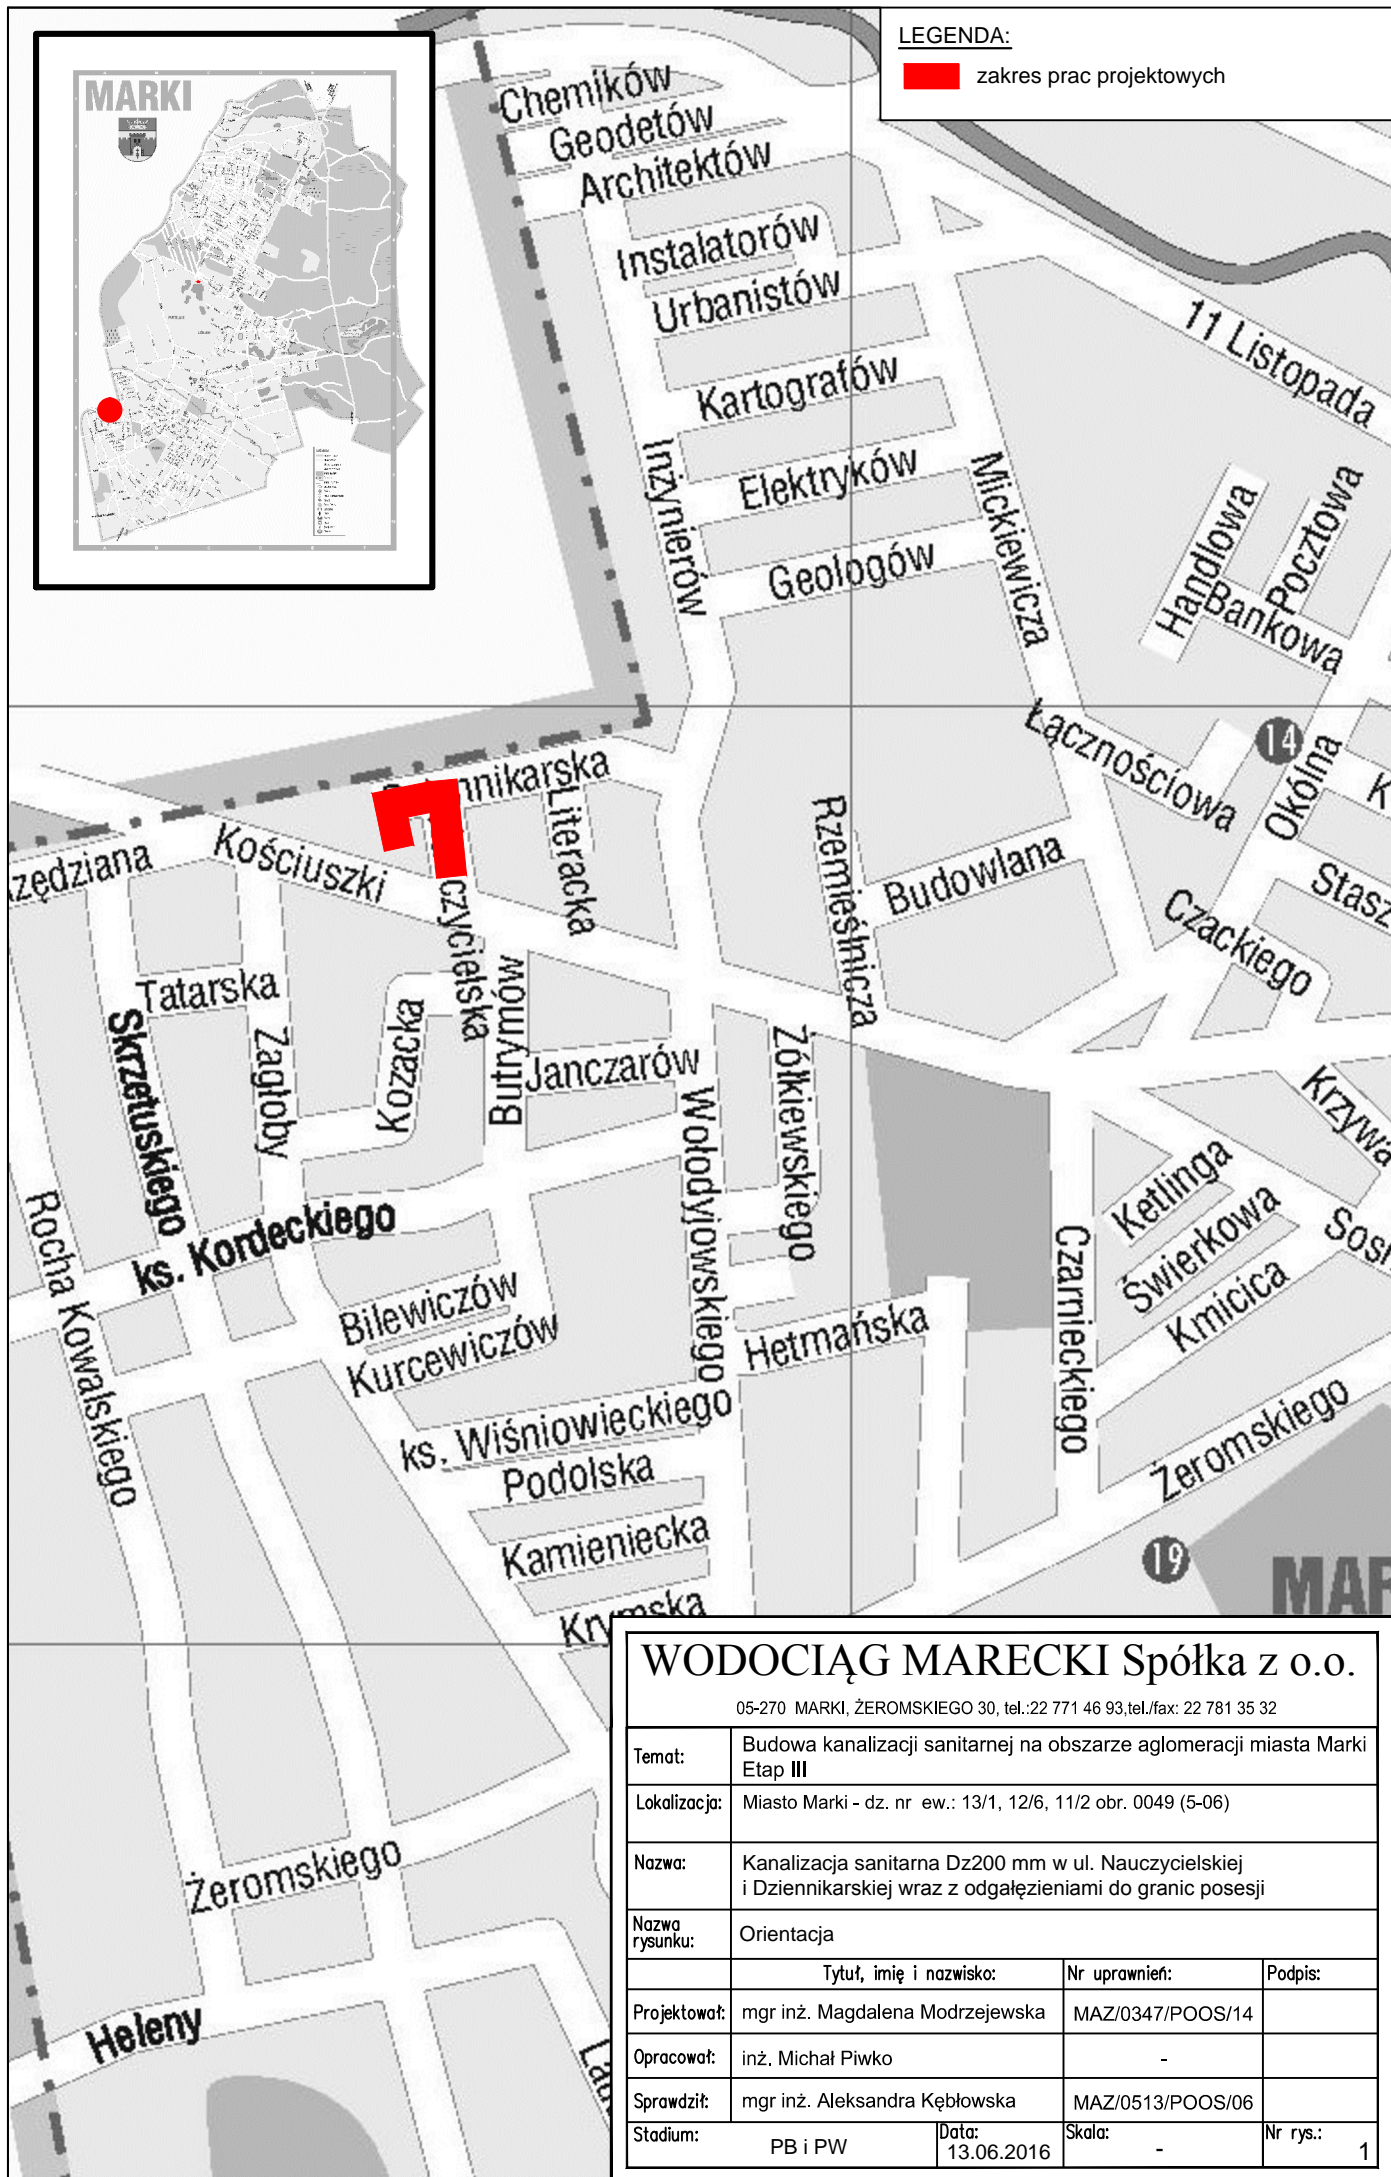 LEGENDA:
zakres prac projektowych
MARKI
Chemików
Geodetów
Architektów
Instalatorów
Urbanistów
11 Listopada
Kartografów
Inżynierów
Elektryków
Mickiewicza
Geologów
Handlowa
Pocztowa
Bankowa
Łącznościowa
14
Okólna
K
nnikarska
Literacka
Rzemieślnicza
Kościuszki
zędziana
Budowlana
Stasz
Czackiego
czycielska
Tatarska
Skrzetuskiego
Zagłoby
Kozacka
Butrymów
Janczarów
Wołodyjowskiego
Żółkiewskiego
Krzywa
Ketlinga
Świerkowa
Kmicica
Sosn
Czarnieckiego
Rocha Kowalskiego
ks. Kordeckiego
Bilewiczów
Kurcewiczów
Hetmańska
ks. Wiśniowieckiego
Podolska
Żeromskiego
Kamieniecka
19
MAR
Krymska
Żeromskiego
Heleny
WODOCIĄG MARECKI Spółka z o.o.
05-270 MARKI, ŻEROMSKIEGO 30, tel.:22 771 46 93,tel./fax: 22 781 35 32
Temat: Budowa kanalizacji sanitarnej na obszarze aglomeracji miasta Marki
Etap III
Lokalizacja: Miasto Marki - dz. nr ew.: 13/1, 12/6, 11/2 obr. 0049 (5-06)
Nazwa: Kanalizacja sanitarna Dz200 mm w ul. Nauczycielskiej
i Dziennikarskiej wraz z odgałęzieniami do granic posesji
Nazwa
rysunku: Orientacja
Tytuł, imię i nazwisko: Nr uprawnień: Podpis:
Projektował: mgr inż. Magdalena Modrzejewska MAZ/0347/POOS/14
Opracował: inż. Michał Piwko -
Sprawdził: mgr inż. Aleksandra Kębłowska MAZ/0513/POOS/06
Stadium: PB i PW Data: 13.06.2016 Skala: - Nr rys.: 1